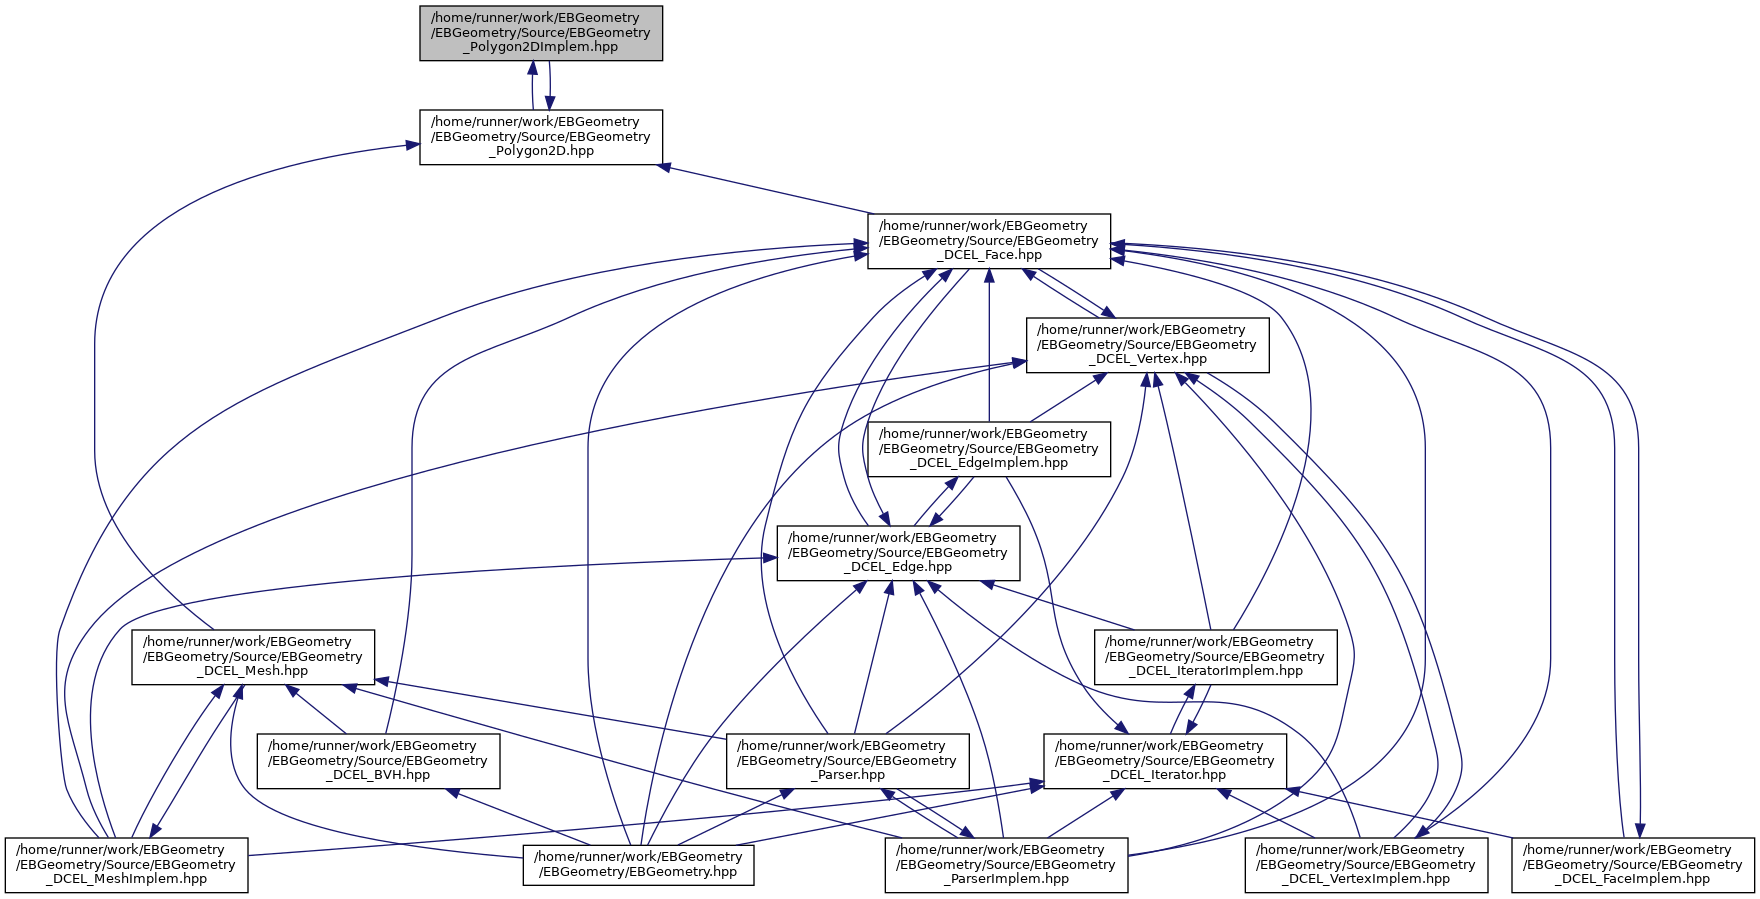 /home/runner/work/EBGeometry
/EBGeometry/Source/EBGeometry
_Polygon2DImplem.hpp
/home/runner/work/EBGeometry
/EBGeometry/Source/EBGeometry
_Polygon2D.hpp
/home/runner/work/EBGeometry
/EBGeometry/Source/EBGeometry
_DCEL_Face.hpp
/home/runner/work/EBGeometry
/EBGeometry/Source/EBGeometry
_DCEL_Vertex.hpp
/home/runner/work/EBGeometry
/EBGeometry/Source/EBGeometry
_DCEL_EdgeImplem.hpp
/home/runner/work/EBGeometry
/EBGeometry/Source/EBGeometry
_DCEL_Edge.hpp
/home/runner/work/EBGeometry
/EBGeometry/Source/EBGeometry
_DCEL_Mesh.hpp
/home/runner/work/EBGeometry
/EBGeometry/Source/EBGeometry
_DCEL_IteratorImplem.hpp
/home/runner/work/EBGeometry
/EBGeometry/Source/EBGeometry
_DCEL_BVH.hpp
/home/runner/work/EBGeometry
/EBGeometry/Source/EBGeometry
_Parser.hpp
/home/runner/work/EBGeometry
/EBGeometry/Source/EBGeometry
_DCEL_Iterator.hpp
/home/runner/work/EBGeometry
/EBGeometry/Source/EBGeometry
_DCEL_MeshImplem.hpp
/home/runner/work/EBGeometry
/EBGeometry/EBGeometry.hpp
/home/runner/work/EBGeometry
/EBGeometry/Source/EBGeometry
_ParserImplem.hpp
/home/runner/work/EBGeometry
/EBGeometry/Source/EBGeometry
_DCEL_VertexImplem.hpp
/home/runner/work/EBGeometry
/EBGeometry/Source/EBGeometry
_DCEL_FaceImplem.hpp